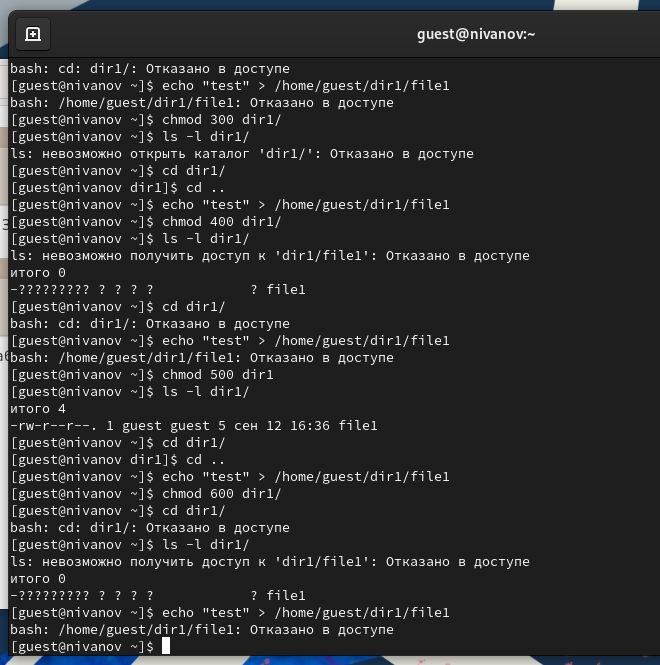 guest@nivanov:~
bash: cd: dir1/: Отказано в доступе
[guest@nivanov ~]$ echo "test" > /home/guest/dir1/file1
bash: /home/guest/dir1/file1: Отказано в доступе
[guest@nivanov ~]$ chmod 300 dir1/
[guest@nivanov ~]$ ls -l dir1/
ls: невозможно открыть каталог 'dir1/': Отказано в доступе
[guest@nivanov ~]$ cd dir1/
[guest@nivanov dir1]$ cd ..
[guest@nivanov ~]$ echo "test" > /home/guest/dir1/file1
[guest@nivanov ~]$ chmod 400 dir1/
[guest@nivanov ~]$ ls -l dir1/
ls: невозможно получить доступ к 'dir1/file1': Отказано в доступе
итого 0
-????????? ? ? ? ?            ? file1
[guest@nivanov ~]$ cd dir1/
bash: cd: dir1/: Отказано в доступе
[guest@nivanov ~]$ echo "test" > /home/guest/dir1/file1
bash: /home/guest/dir1/file1: Отказано в доступе
[guest@nivanov ~]$ chmod 500 dir1
[guest@nivanov ~]$ ls -l dir1/
итого 4
-rw-r--r--. 1 guest guest 5 сен 12 16:36 file1
[guest@nivanov ~]$ cd dir1/
[guest@nivanov dir1]$ cd ..
[guest@nivanov ~]$ echo "test" > /home/guest/dir1/file1
[guest@nivanov ~]$ chmod 600 dir1/
[guest@nivanov ~]$ cd dir1/
bash: cd: dir1/: Отказано в доступе
[guest@nivanov ~]$ ls -l dir1/
ls: невозможно получить доступ к 'dir1/file1': Отказано в доступе
итого 0
-????????? ? ? ? ?            ? file1
[guest@nivanov ~]$ echo "test" > /home/guest/dir1/file1
bash: /home/guest/dir1/file1: Отказано в доступе
[guest@nivanov ~]$